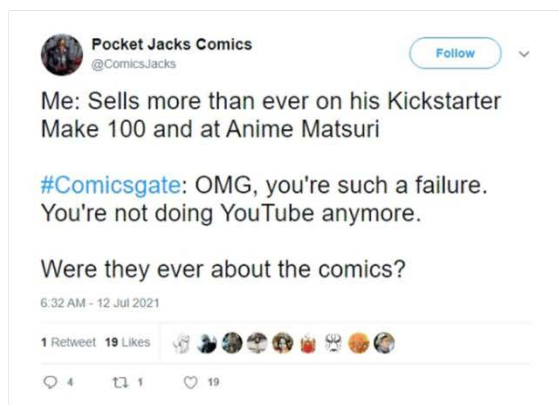 Pocket Jacks Comics
@ComicsJacks
Follow
Me: Sells more than ever on his Kickstarter
Make 100 and at Anime Matsuri
#Comicsgate: OMG, you're such a failure.
You're not doing YouTube anymore.
Were they ever about the comics?
6:32 AM - 12 Jul 2021
1 Retweet 19 Likes
4 1 19